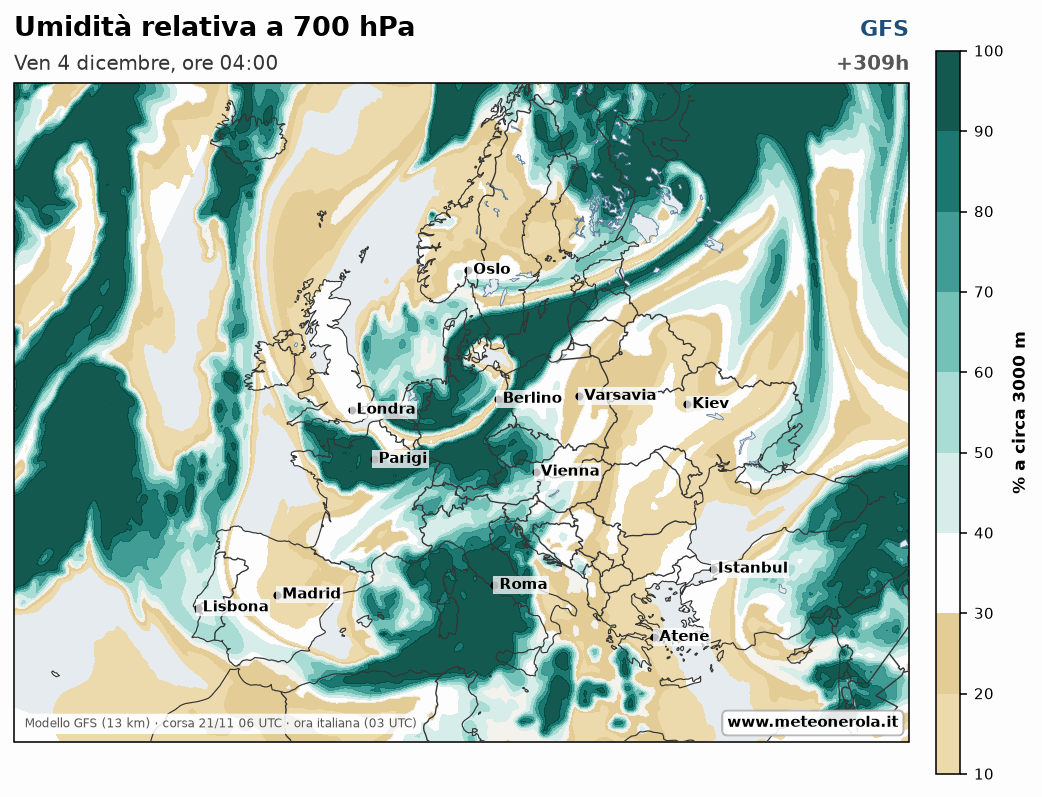 Umidità relativa a 700 hPa
GFS
Ven 4 dicembre, ore 04:00
+309h
100
90
80
70
60
50
40
30
20
10
% a circa 3000 m
Oslo
Londra
Berlino
Varsavia
Kiev
Parigi
Vienna
Madrid
Lisbona
Roma
Istanbul
Atene
Modello GFS (13 km) · corsa 21/11 06 UTC · ora italiana (03 UTC)
www.meteonerola.it